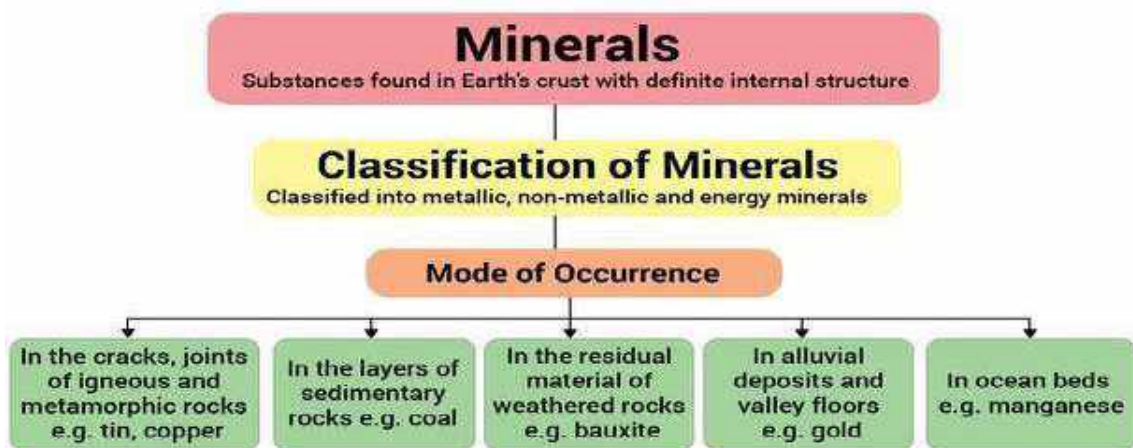 Minerals
Substances found in Earth's crust with definite internal structure
Classification of Minerals
Classified into metallic, non-metallic and energy minerals
Mode of Occurrence
In the cracks, joints
of igneous and
metamorphic rocks
e.g. tin, copper
In the layers of
sedimentary
rocks e.g. coal
In the residual
material of
weathered rocks
e.g. bauxite
In alluvial
deposits and
valley floors
e.g. gold
In ocean beds
e.g. manganese